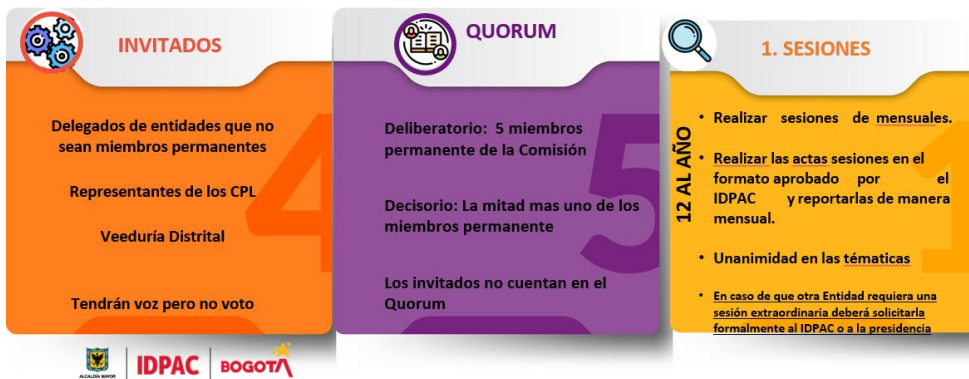 INVITADOS
Delegados de entidades que no
sean miembros permanentes
Representantes de los CPL
Veeduría Distrital
Tendrán voz pero no voto
4
QUORUM
Deliberatorio: 5 miembros
permanente de la Comisión
Decisorio: La mitad mas uno de los
miembros permanente
Los invitados no cuentan en el
Quorum
5
1. SESIONES
12 AL AÑO
• Realizar sesiones de mensuales.
• Realizar las actas sesiones en el
formato aprobado por el
IDPAC y reportarlas de manera
mensual.
• Unanimidad en las tématicas
• En caso de que otra Entidad requiera una
sesión extraordinaria deberá solicitarla
formalmente al IDPAC o a la presidencia
1
ALCALDÍA MAYOR
IDPAC
BOGOTÁ